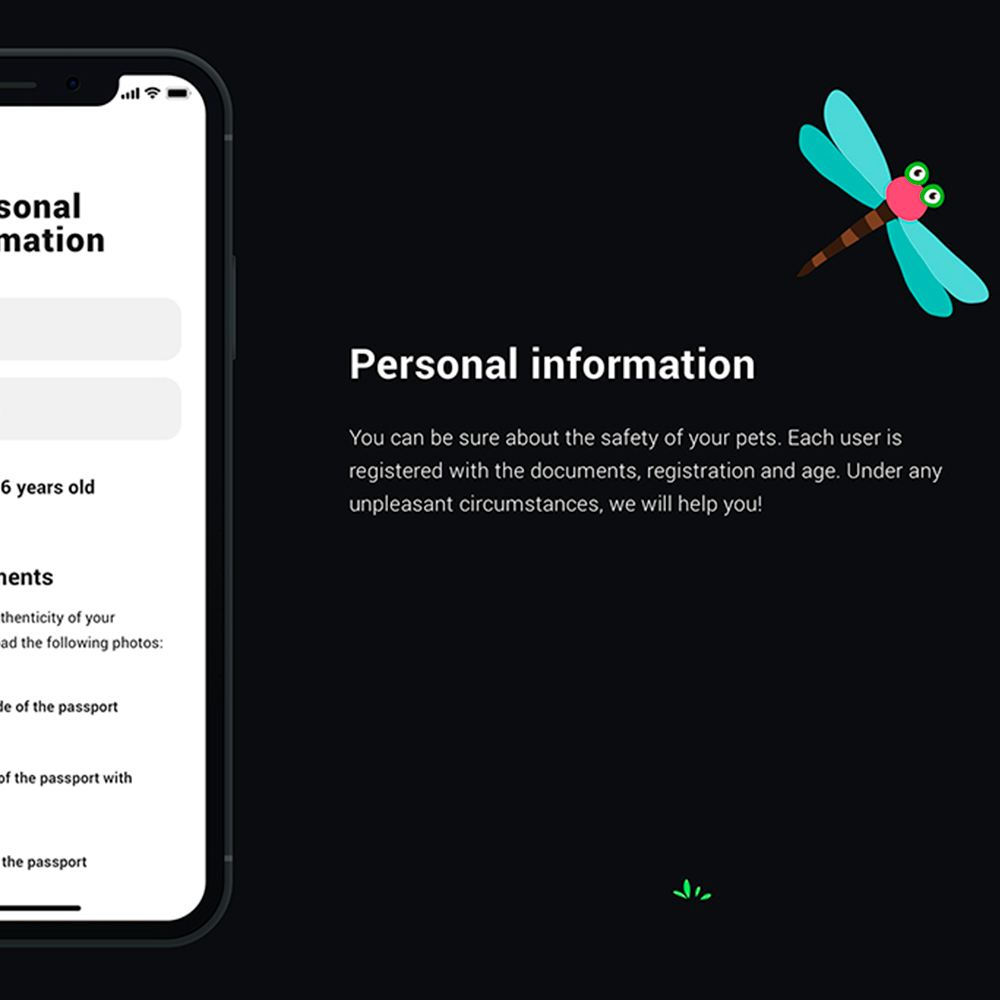 sonal
mation
6 years old
nents
thenticity of your
ad the following photos:
de of the passport
of the passport with
the passport
Personal information
You can be sure about the safety of your pets. Each user is
registered with the documents, registration and age. Under any
unpleasant circumstances, we will help you!